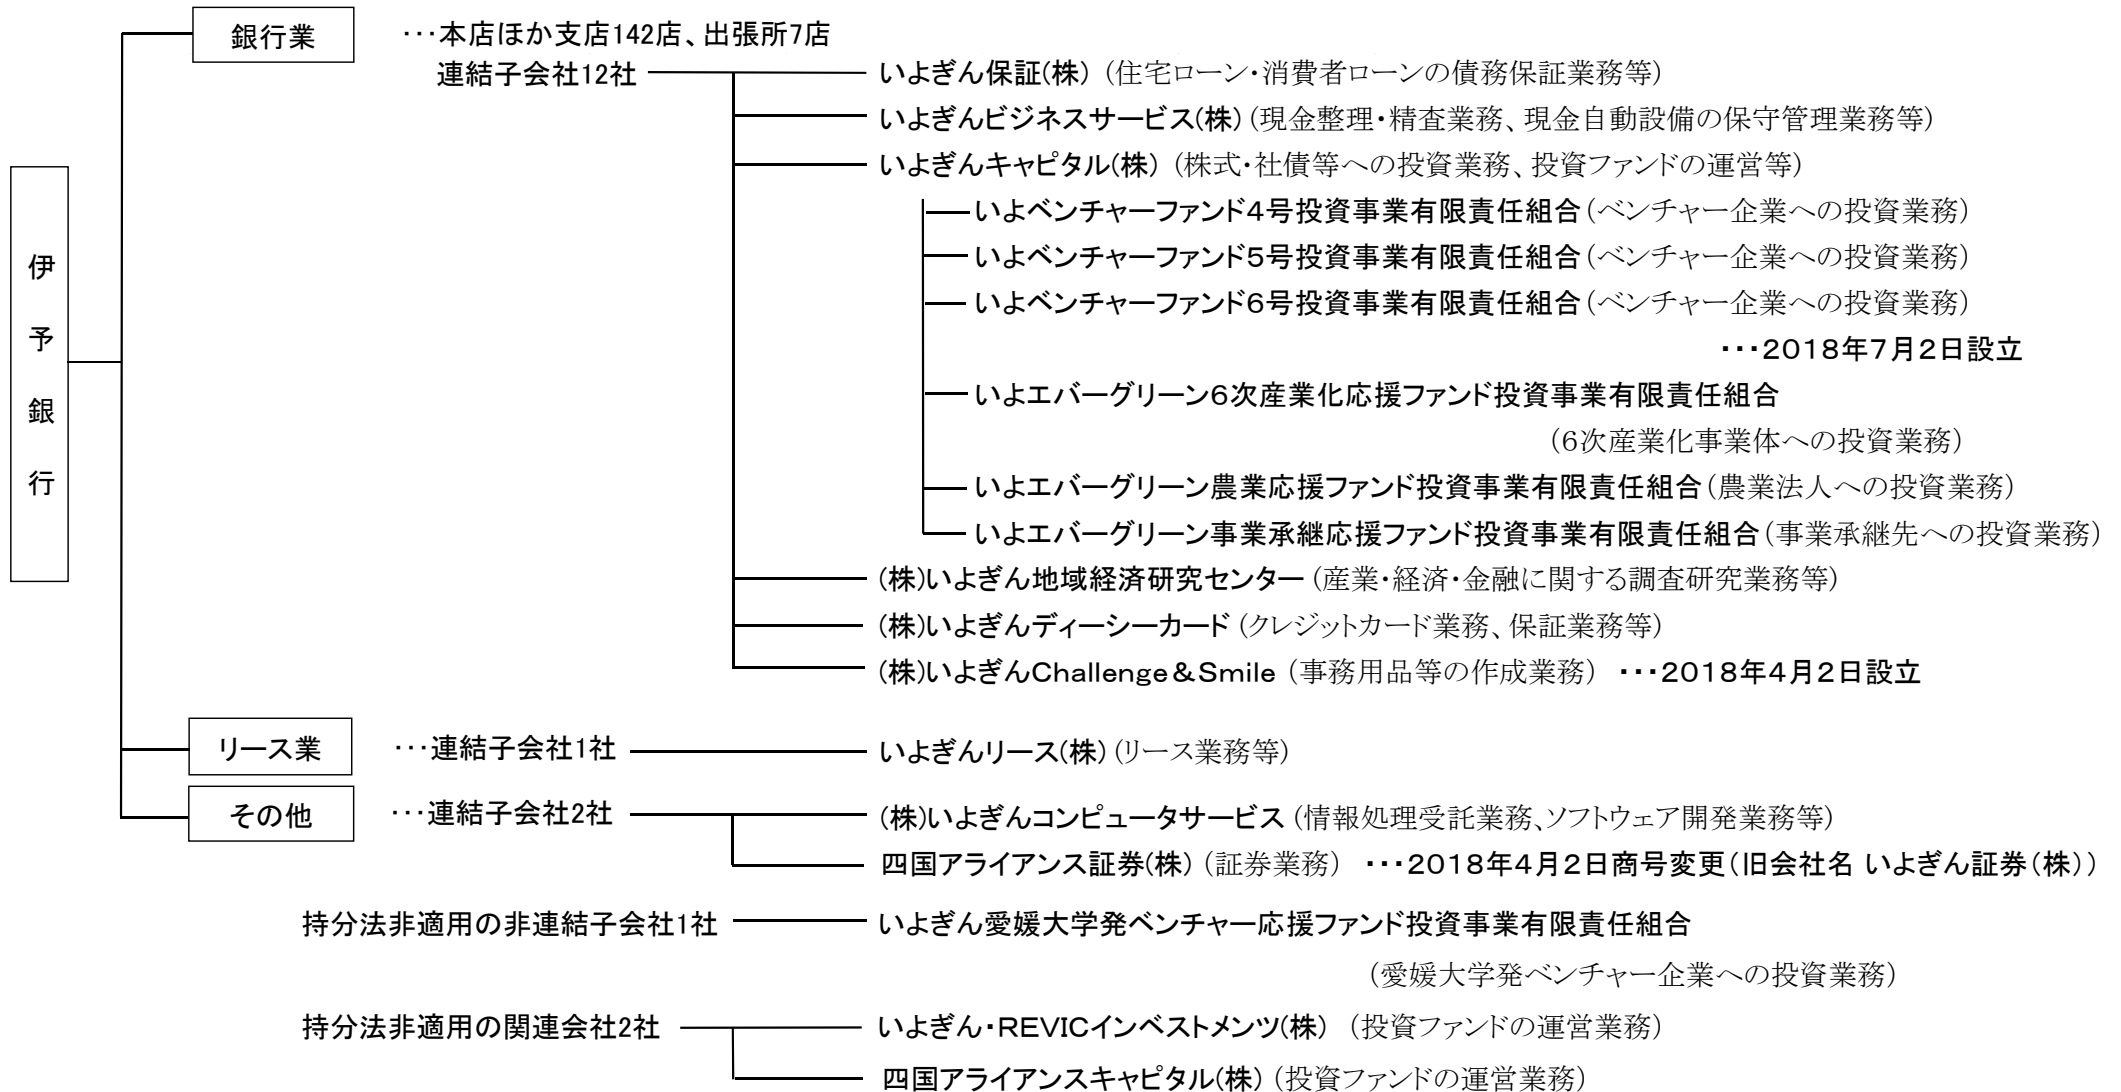 銀行業 ・・・本店ほか支店142店、出張所7店
連結子会社12社 いよぎん保証(株) (住宅ローン・消費者ローンの債務保証業務等)
いよぎんビジネスサービス(株) (現金整理・精査業務、現金自動設備の保守管理業務等)
いよぎんキャピタル(株) (株式・社債等への投資業務、投資ファンドの運営等)
いよベンチャーファンド4号投資事業有限責任組合(ベンチャー企業への投資業務)
いよベンチャーファンド5号投資事業有限責任組合(ベンチャー企業への投資業務)
いよベンチャーファンド6号投資事業有限責任組合(ベンチャー企業への投資業務)
・・・2018年7月2日設立
伊予銀行
いよエバーグリーン6次産業化応援ファンド投資事業有限責任組合
(6次産業化事業体への投資業務)
いよエバーグリーン農業応援ファンド投資事業有限責任組合(農業法人への投資業務)
いよエバーグリーン事業承継応援ファンド投資事業有限責任組合(事業承継先への投資業務)
(株)いよぎん地域経済研究センター (産業・経済・金融に関する調査研究業務等)
(株)いよぎんディーシーカード (クレジットカード業務、保証業務等)
(株)いよぎんChallenge&Smile (事務用品等の作成業務) ・・・2018年4月2日設立
リース業 ・・・連結子会社1社 いよぎんリース(株) (リース業務等)
その他 ・・・連結子会社2社 (株)いよぎんコンピュータサービス (情報処理受託業務、ソフトウェア開発業務等)
四国アライアンス証券(株) (証券業務) ・・・2018年4月2日商号変更(旧会社名 いよぎん証券(株))
持分法非適用の非連結子会社1社 いよぎん愛媛大学発ベンチャー応援ファンド投資事業有限責任組合
(愛媛大学発ベンチャー企業への投資業務)
持分法非適用の関連会社2社 いよぎん・REVICインベストメンツ(株) (投資ファンドの運営業務)
四国アライアンスキャピタル(株) (投資ファンドの運営業務)